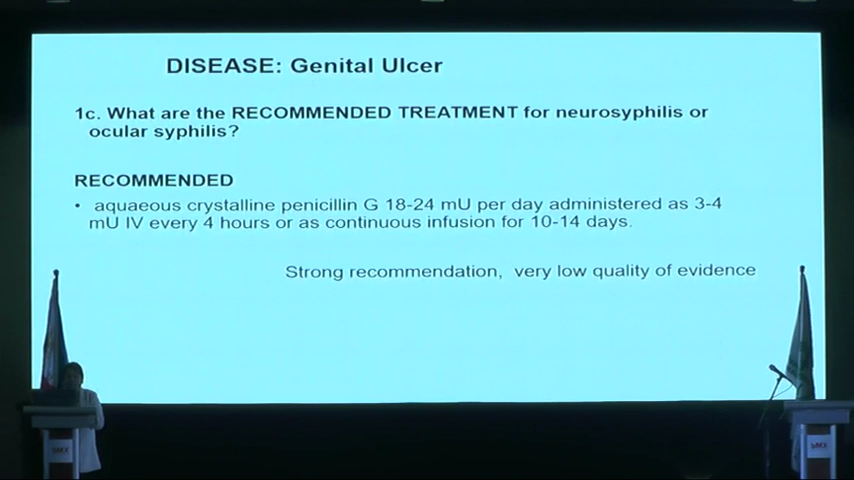 DISEASE: Genital Ulcer
1c. What are the RECOMMENDED TREATMENT for neurosyphilis or
ocular syphilis?
RECOMMENDED
• aquaeous crystalline penicillin G 18-24 mU per day administered as 3-4
mU IV every 4 hours or as continuous infusion for 10-14 days.
Strong recommendation, very low quality of evidence